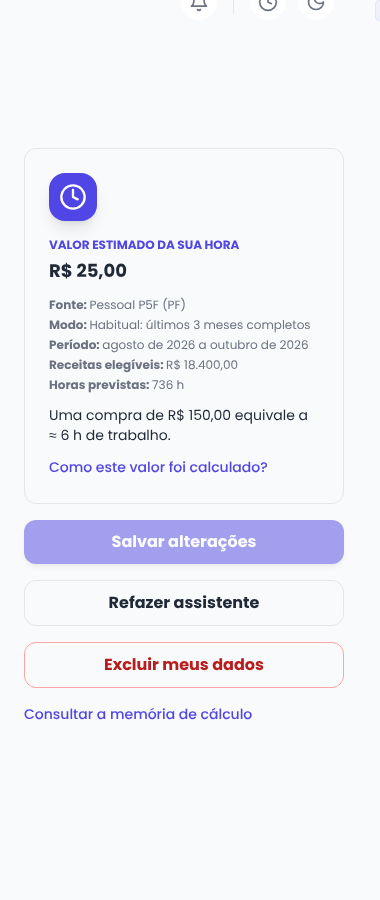 VALOR ESTIMADO DA SUA HORA
R$ 25,00
Fonte: Pessoal P5F (PF)
Modo: Habitual: últimos 3 meses completos
Período: agosto de 2026 a outubro de 2026
Receitas elegíveis: R$ 18.400,00
Horas previstas: 736 h
Uma compra de R$ 150,00 equivale a
≈ 6 h de trabalho.
Como este valor foi calculado?
Salvar alterações
Refazer assistente
Excluir meus dados
Consultar a memória de cálculo